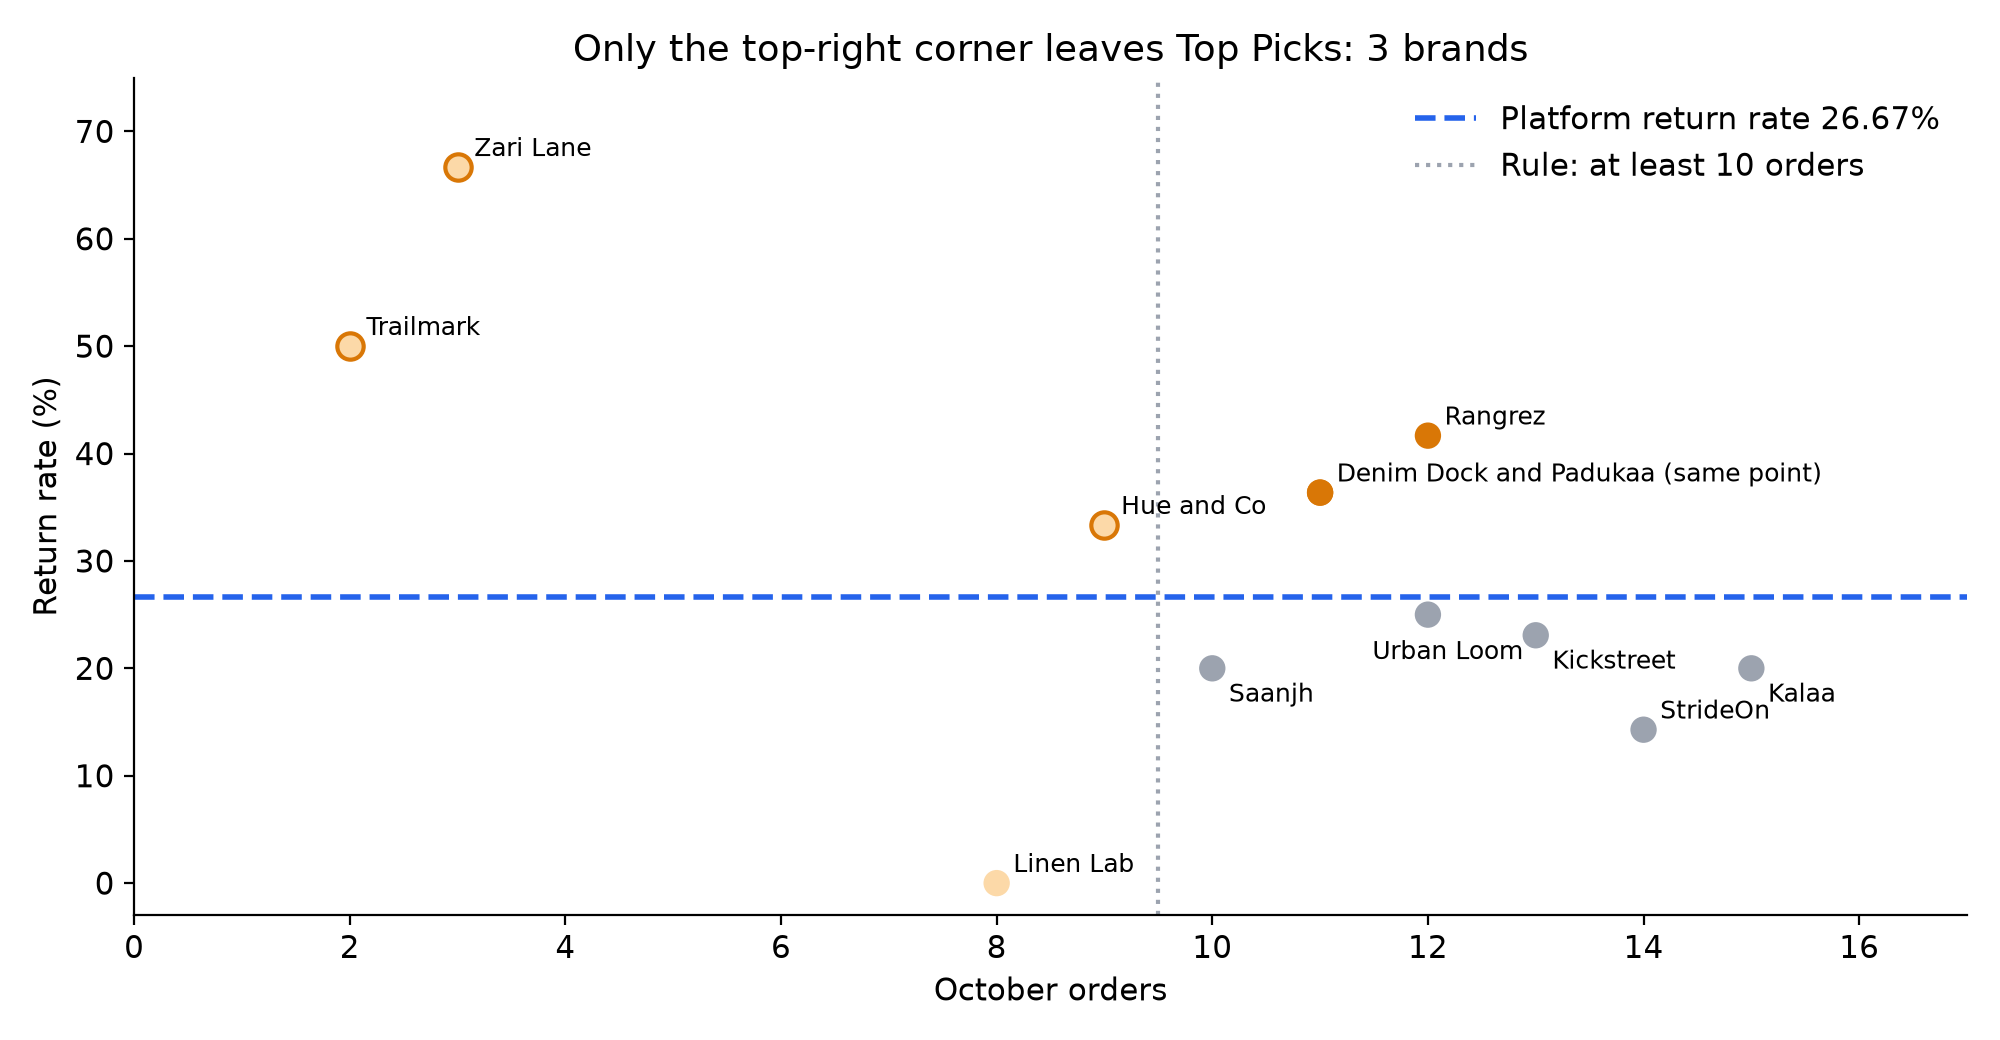 Only the top-right corner leaves Top Picks: 3 brands
Platform return rate 26.67%
Rule: at least 10 orders
Return rate (%)
70
60
50
40
30
20
10
0
Zari Lane
Trailmark
Rangrez
Denim Dock and Padukaa (same point)
Hue and Co
Urban Loom
Kickstreet
Saanjh
Kalaa
StrideOn
Linen Lab
0
2
4
6
8
10
12
14
16
October orders